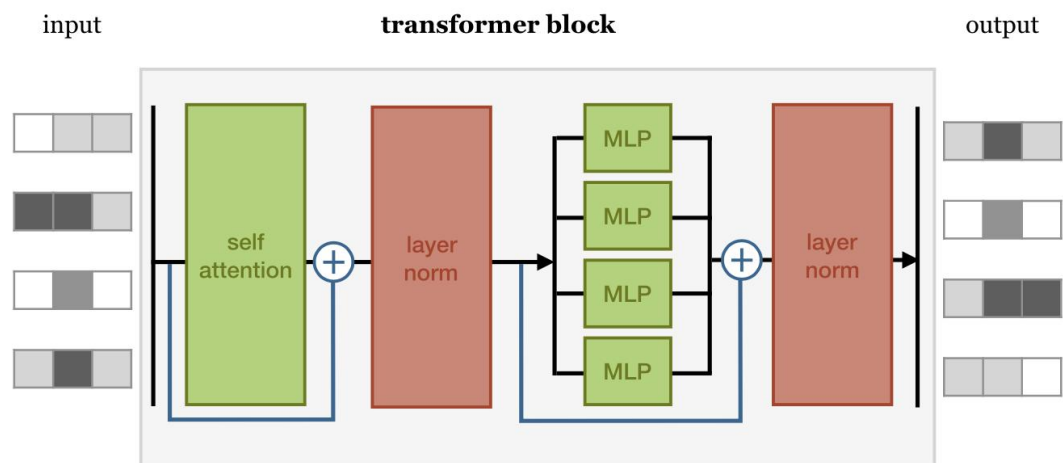 input
transformer block
output
self
attention
+
layer
norm
MLP
MLP
MLP
MLP
+
layer
norm